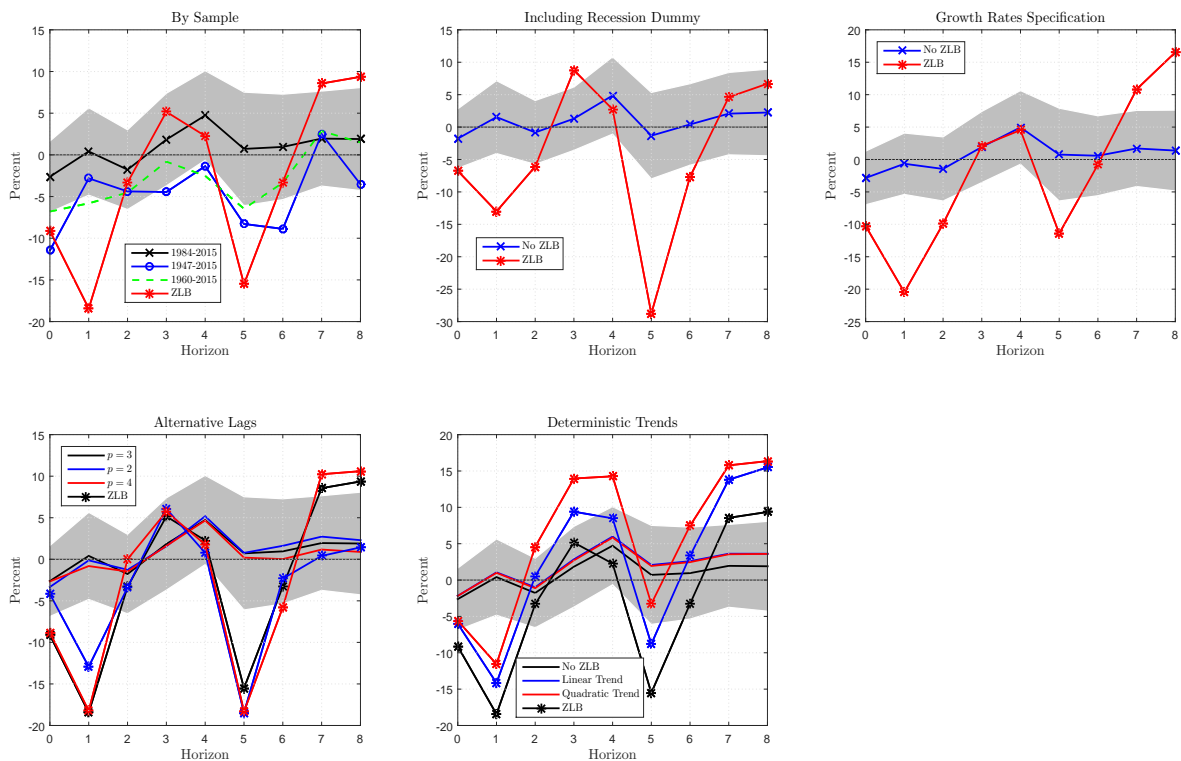 By Sample
15
10
5
0
-5
-10
-15
-20
Percent
0 1 2 3 4 5 6 7 8
Horizon
1984-2015
1947-2015
1960-2015
ZLB
Including Recession Dummy
15
10
5
0
-5
-10
-15
-20
-25
-30
Percent
0 1 2 3 4 5 6 7 8
Horizon
No ZLB
ZLB
Growth Rates Specification
20
15
10
5
0
-5
-10
-15
-20
-25
Percent
0 1 2 3 4 5 6 7 8
Horizon
No ZLB
ZLB
Alternative Lags
15
10
5
0
-5
-10
-15
-20
Percent
0 1 2 3 4 5 6 7 8
Horizon
p = 3
p = 2
p = 4
ZLB
Deterministic Trends
20
15
10
5
0
-5
-10
-15
-20
Percent
0 1 2 3 4 5 6 7 8
Horizon
No ZLB
Linear Trend
Quadratic Trend
ZLB